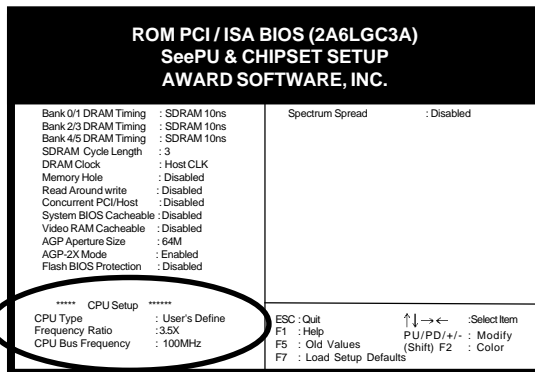 ROM PCI / ISA BIOS (2A6LGC3A)
SeePU & CHIPSET SETUP
AWARD SOFTWARE, INC.
Bank 0/1 DRAM Timing : SDRAM 10ns
Bank 2/3 DRAM Timing : SDRAM 10ns
Bank 4/5 DRAM Timing : SDRAM 10ns
SDRAM Cycle Length : 3
DRAM Clock : Host CLK
Memory Hole : Disabled
Read Around write : Disabled
Concurrent PCI/Host : Disabled
System BIOS Cacheable : Disabled
Video RAM Cacheable : Disabled
AGP Aperture Size : 64M
AGP-2X Mode : Enabled
Flash BIOS Protection : Disabled
***** CPU Setup ******
CPU Type : User's Define
Frequency Ratio : 3.5X
CPU Bus Frequency : 100MHz
Spectrum Spread : Disabled
ESC : Quit ↑↓→← :Select Item
F1 : Help PU/PD/+/- : Modify
F5 : Old Values (Shift) F2 : Color
F7 : Load Setup Defaults